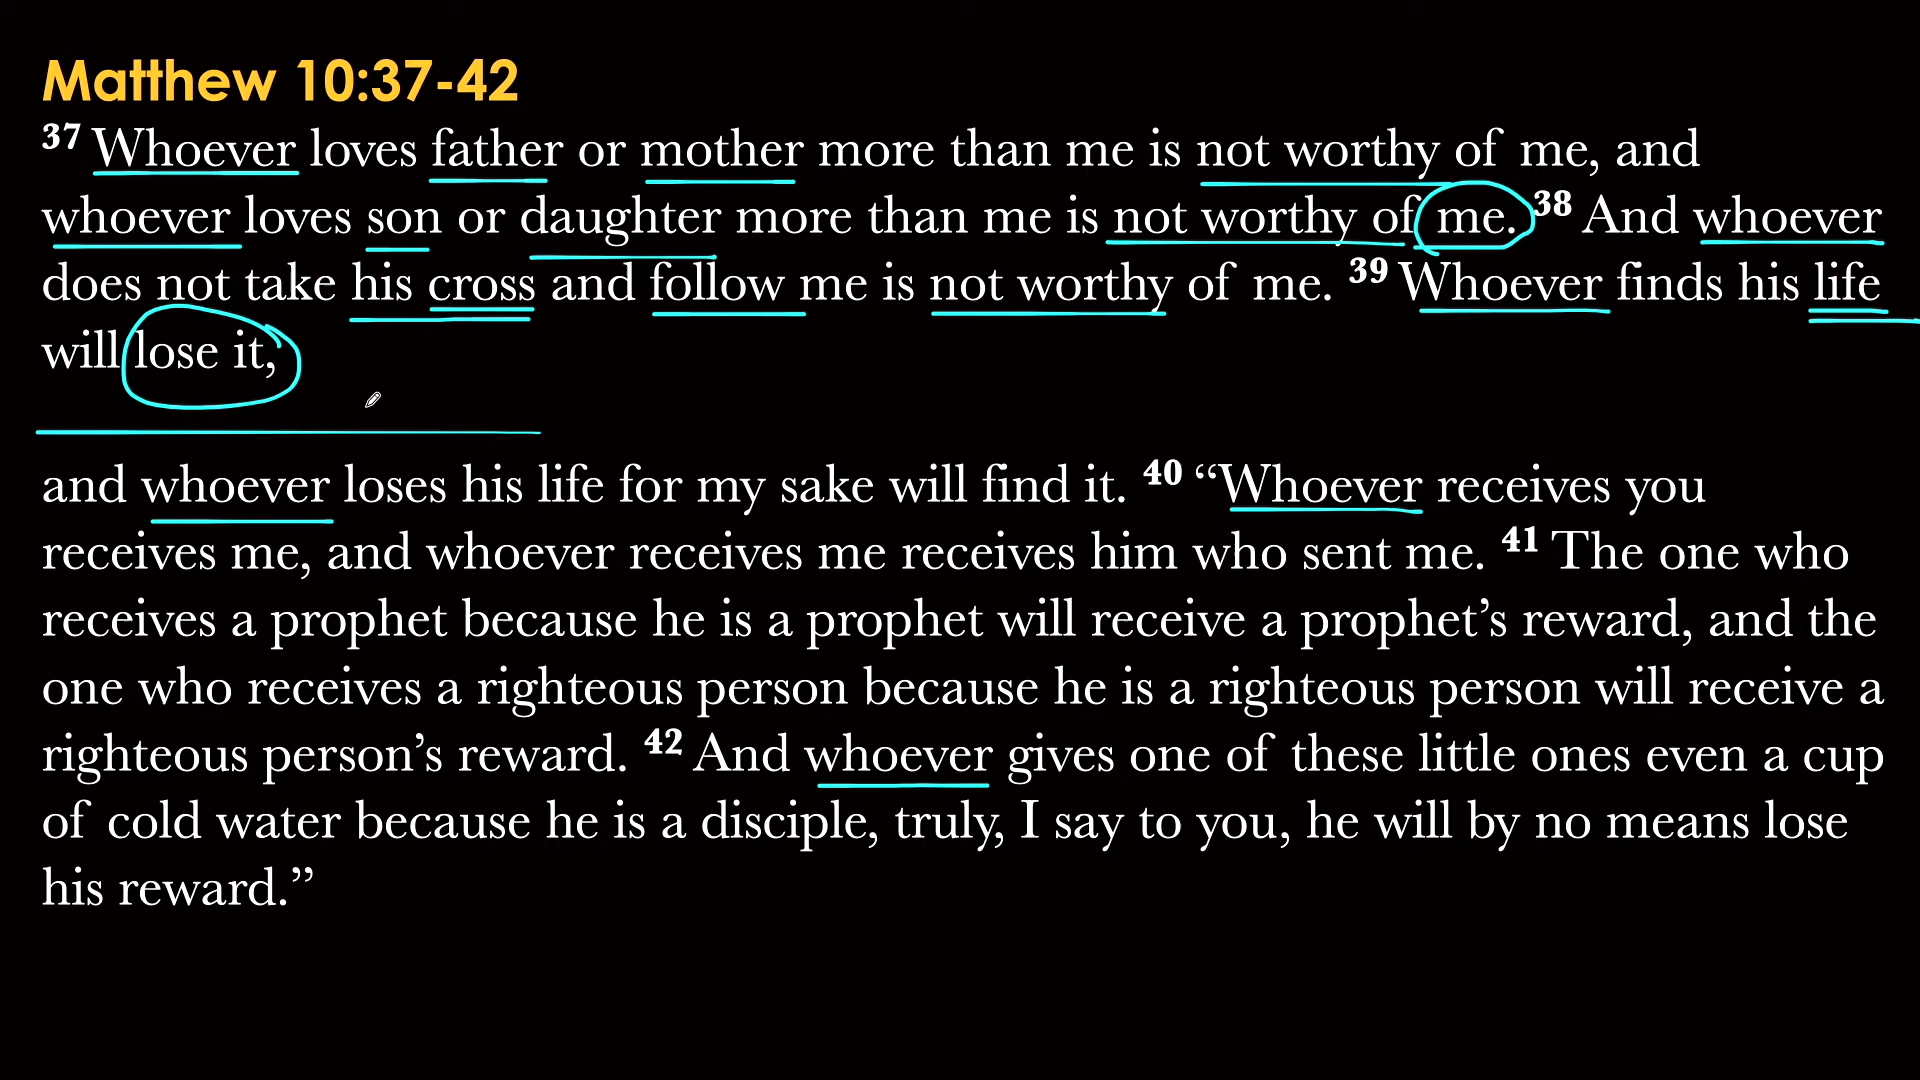 Matthew 10:37-42
37 Whoever loves father or mother more than me is not worthy of me, and
whoever loves son or daughter more than me is not worthy of me. 38 And whoever
does not take his cross and follow me is not worthy of me. 39 Whoever finds his life
will lose it,
and whoever loses his life for my sake will find it. 40 “Whoever receives you
receives me, and whoever receives me receives him who sent me. 41 The one who
receives a prophet because he is a prophet will receive a prophet’s reward, and the
one who receives a righteous person because he is a righteous person will receive a
righteous person’s reward. 42 And whoever gives one of these little ones even a cup
of cold water because he is a disciple, truly, I say to you, he will by no means lose
his reward.”